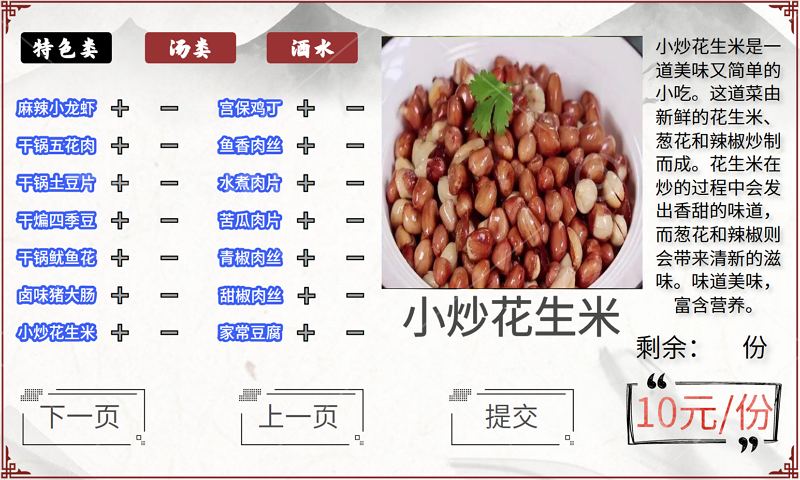 特色类
汤类
酒水
麻辣小龙虾
宫保鸡丁
干锅五花肉
鱼香肉丝
干锅土豆片
水煮肉片
干煸四季豆
苦瓜肉片
干锅鱿鱼花
青椒肉丝
卤味猪大肠
甜椒肉丝
小炒花生米
家常豆腐
小炒花生米
小炒花生米是一
道美味又简单的
小吃。这道菜由
新鲜的花生米、
葱花和辣椒炒制
而成。花生米在
炒的过程中会发
出香甜的味道，
而葱花和辣椒则
会带来清新的滋
味。味道美味，
富含营养。
剩余： 份
10元/份
下一页
上一页
提交